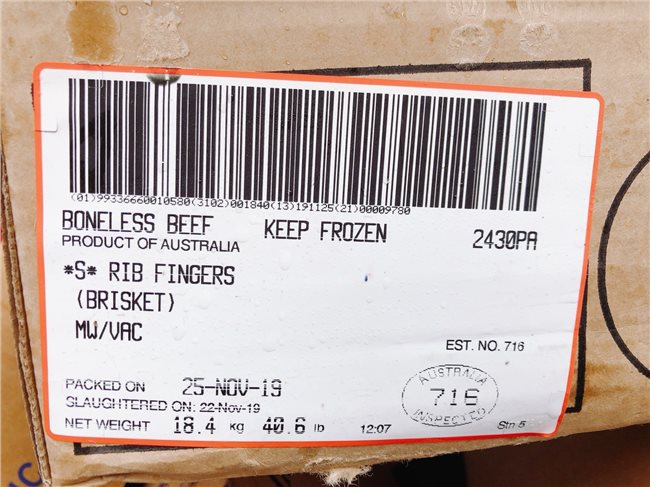 (01)99336660010580(3102)001840(13)191125(21)00009780
BONELESS BEEF KEEP FROZEN 2430PA
PRODUCT OF AUSTRALIA
*S* RIB FINGERS
(BRISKET)
MW/VAC
EST. NO. 716
PACKED ON 25-NOV-19
SLAUGHTERED ON: 22-Nov-19
NET WEIGHT 18.4 kg 40.6 lb 12:07 Stn 5
AUSTRALIA
716
INSPECTED